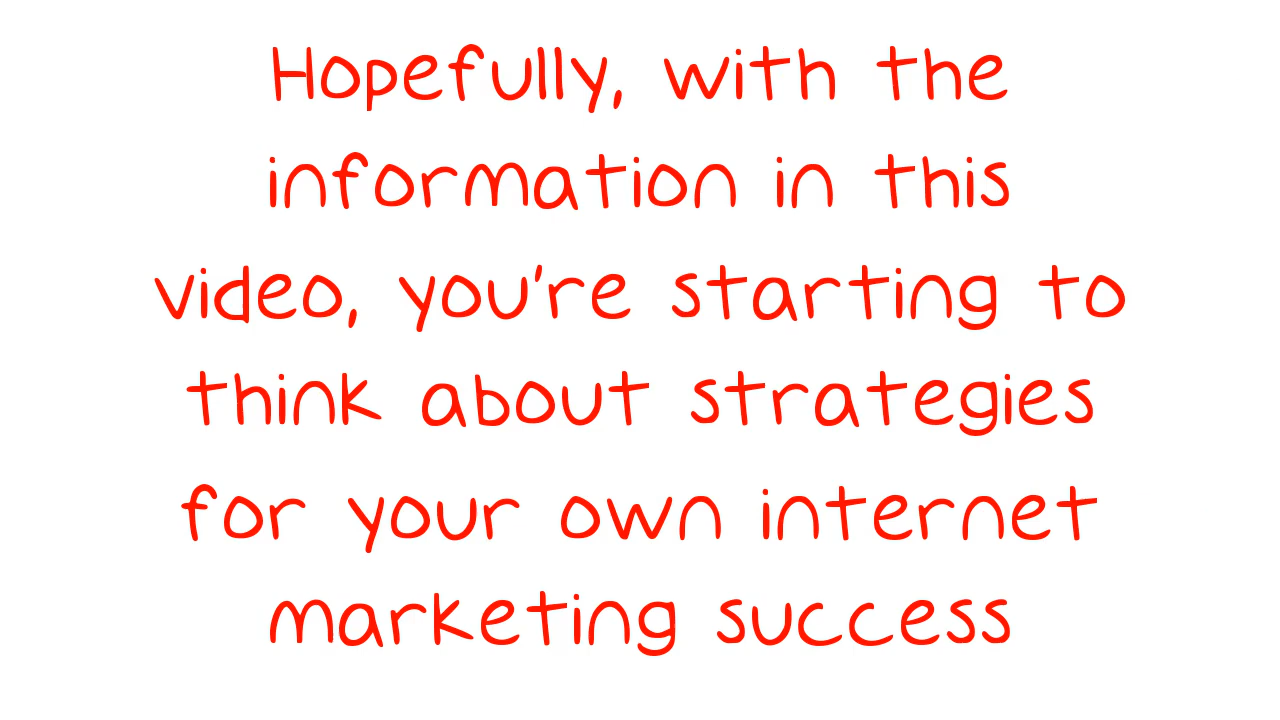 Hopefully, with the
information in this
video, you're starting to
think about strategies
for your own internet
marketing success